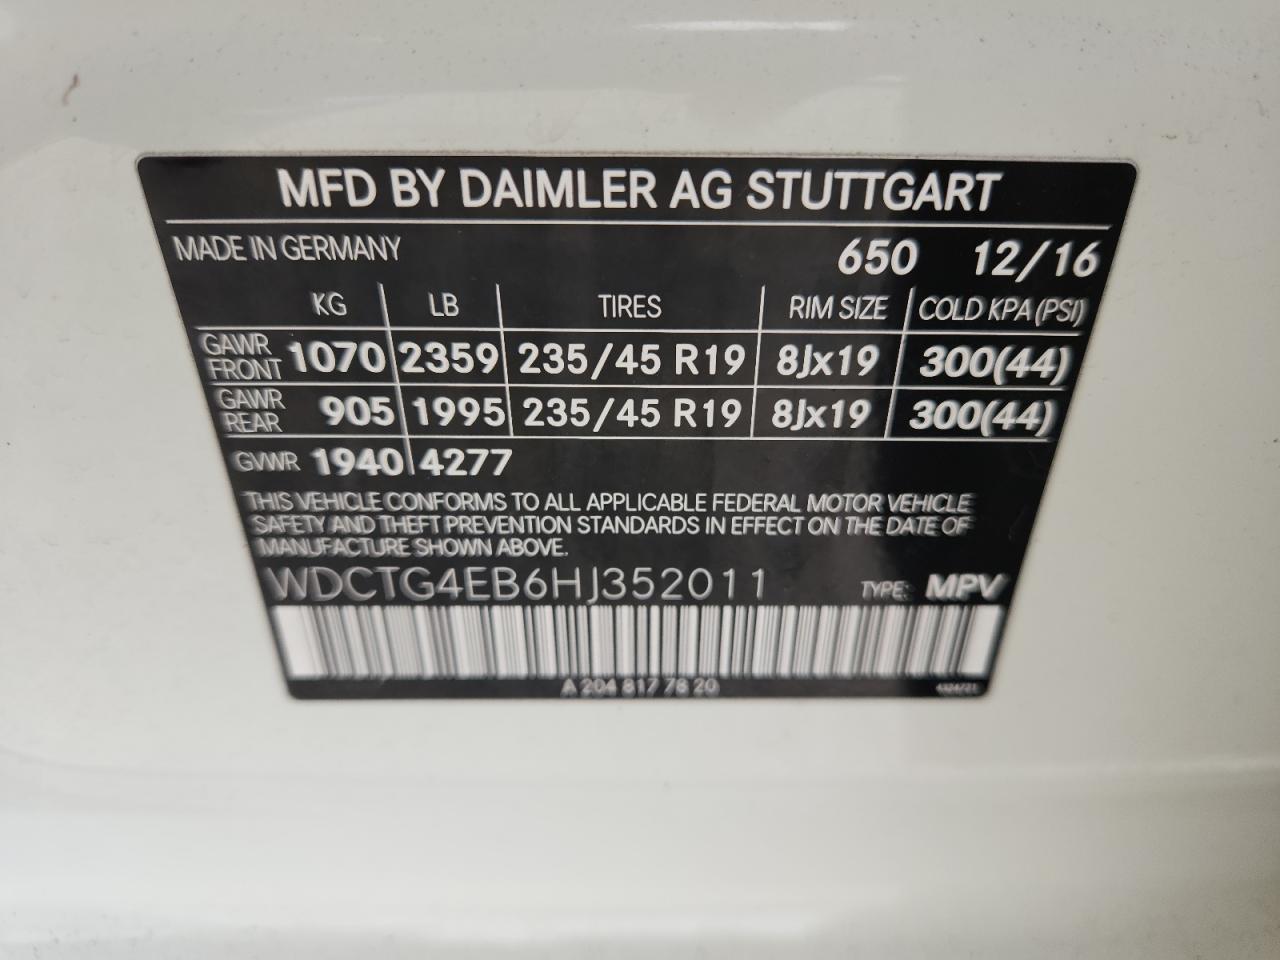 MFD BY DAIMLER AG STUTTGART
MADE IN GERMANY 650 12/16
KG LB TIRES RIM SIZE COLD KPA (PSI)
GAWR FRONT 1070 2359 235/45 R19 8Jx19 300(44)
GAWR REAR 905 1995 235/45 R19 8Jx19 300(44)
GVWR 1940 4277
THIS VEHICLE CONFORMS TO ALL APPLICABLE FEDERAL MOTOR VEHICLE
SAFETY AND THEFT PREVENTION STANDARDS IN EFFECT ON THE DATE OF
MANUFACTURE SHOWN ABOVE.
WDCTG4EB6HJ352011 TYPE: MPV
A 204 817 78 20